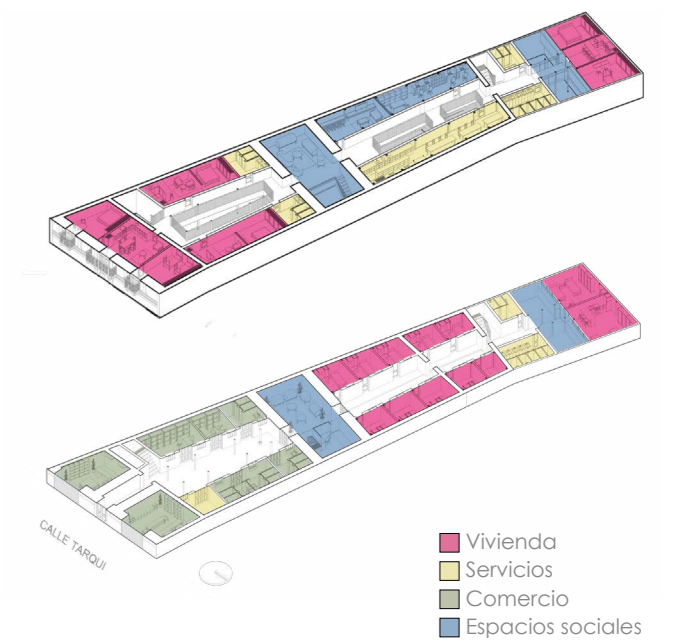 CALLE TARQUI
Vivienda
Servicios
Comercio
Espacios sociales